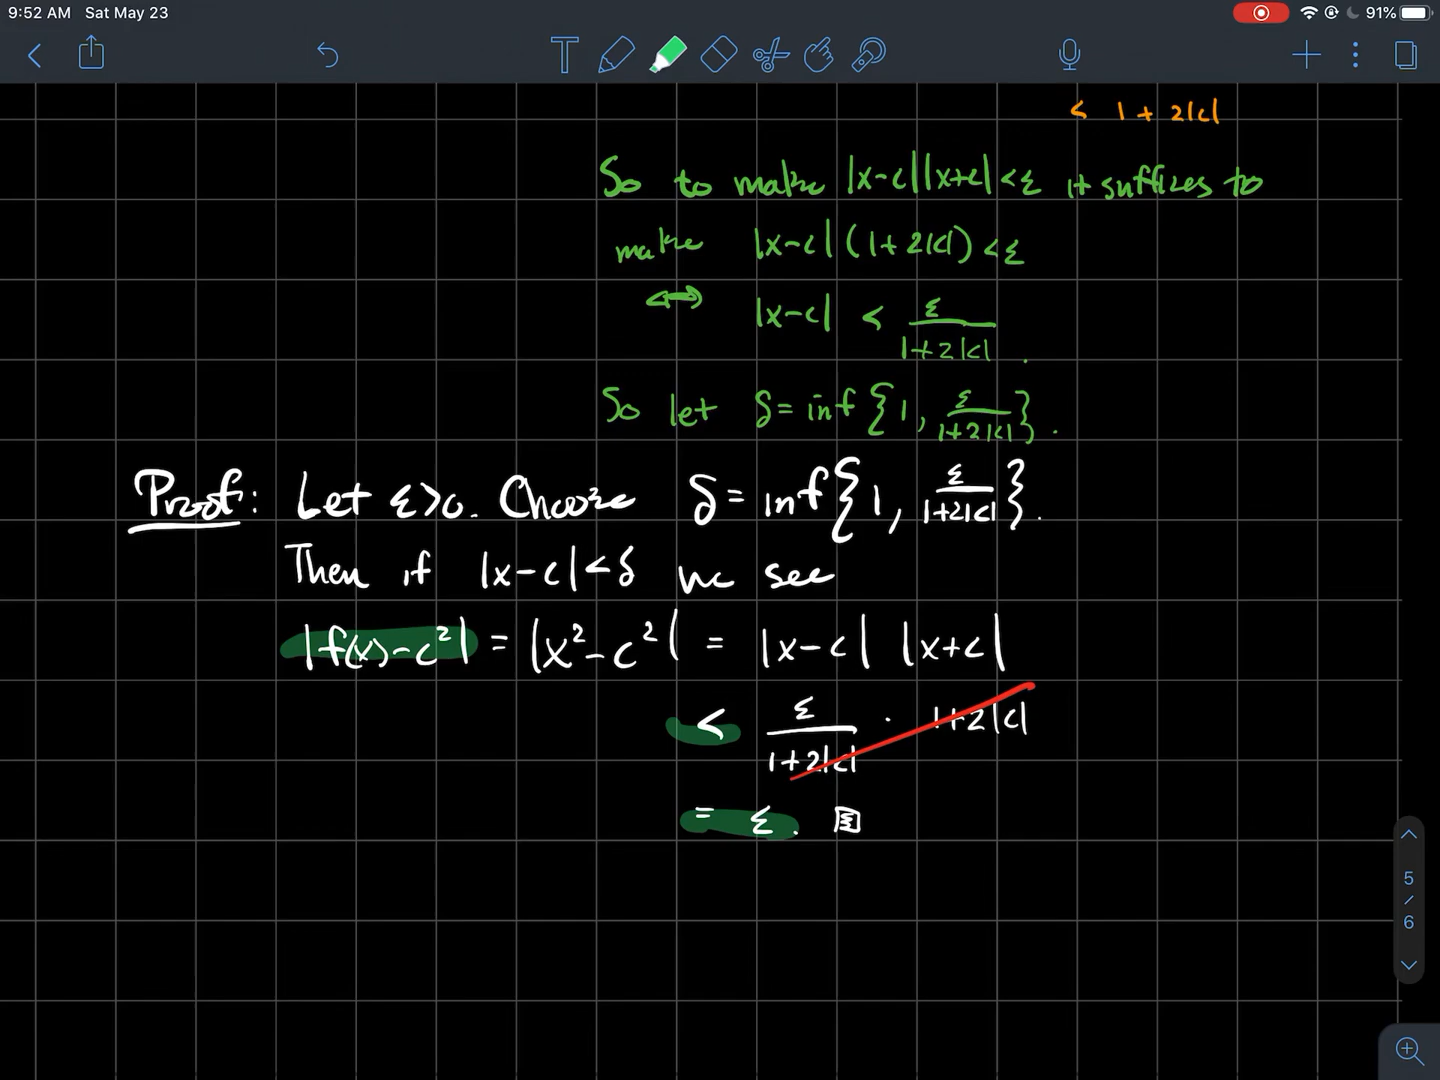 9:52 AM Sat May 23
91%
< 1 + 2|c|
So to make |x-c||x+c| < ε it suffices to
make |x-c| (1+2|c|) < ε
⟷ |x-c| < ε/(1+2|c|).
So let δ = inf {1, ε/(1+2|c|)}.
Proof: Let ε>0. Choose δ = inf {1, ε/(1+2|c|)}.
Then if |x-c| < δ we see
|f(x)-c²| = |x²-c²| = |x-c| |x+c|
< ε/(1+2|c|) · 1+2|c|
= ε.
5
/
6